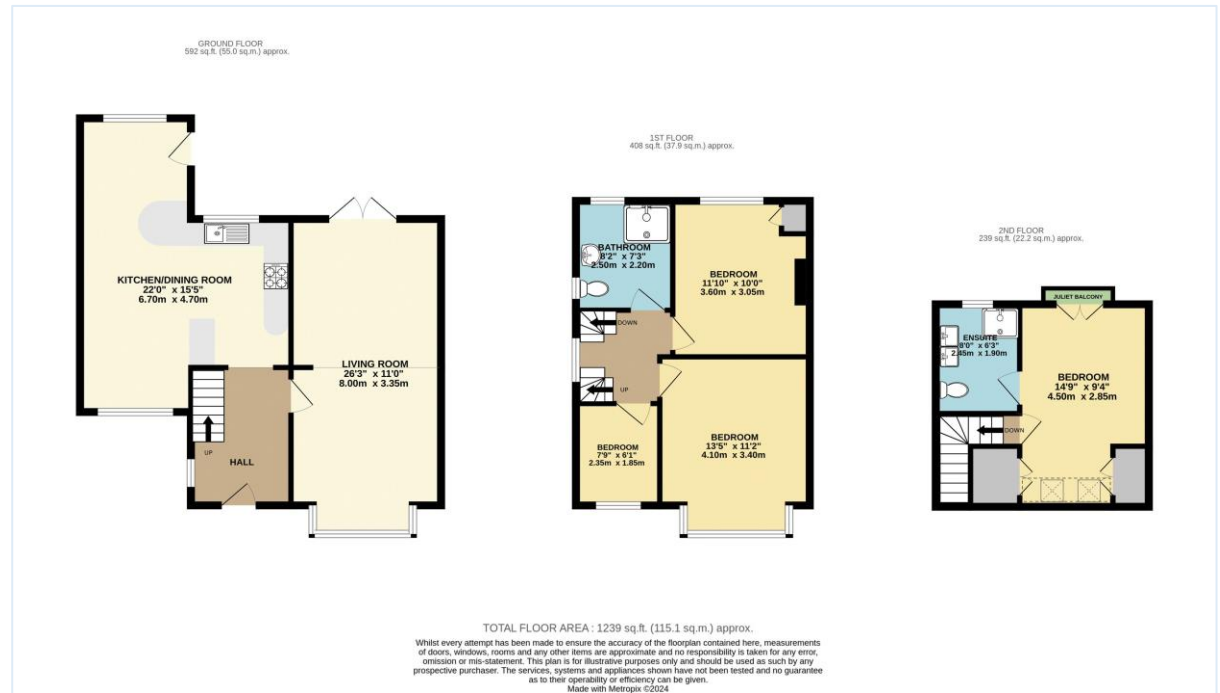 GROUND FLOOR
592 sq.ft. (55.0 sq.m.) approx.
KITCHEN/DINING ROOM
22'0" x 15'5"
6.70m x 4.70m
LIVING ROOM
26'3" x 11'0"
8.00m x 3.35m
UP
HALL
1ST FLOOR
408 sq.ft. (37.9 sq.m.) approx.
BATHROOM
8'2" x 7'3"
2.50m x 2.20m
BEDROOM
11'10" x 10'0"
3.60m x 3.05m
DOWN
UP
BEDROOM
7'9" x 6'1"
2.35m x 1.85m
BEDROOM
13'5" x 11'2"
4.10m x 3.40m
2ND FLOOR
239 sq.ft. (22.2 sq.m.) approx.
JULIET BALCONY
ENSUITE
8'0" x 6'3"
2.45m x 1.90m
BEDROOM
14'9" x 9'4"
4.50m x 2.85m
DOWN
TOTAL FLOOR AREA : 1239 sq.ft. (115.1 sq.m.) approx.
Whilst every attempt has been made to ensure the accuracy of the floorplan contained here, measurements
of doors, windows, rooms and any other items are approximate and no responsibility is taken for any error,
omission or mis-statement. This plan is for illustrative purposes only and should be used as such by any
prospective purchaser. The services, systems and appliances shown have not been tested and no guarantee
as to their operability or efficiency can be given.
Made with Metropix ©2024